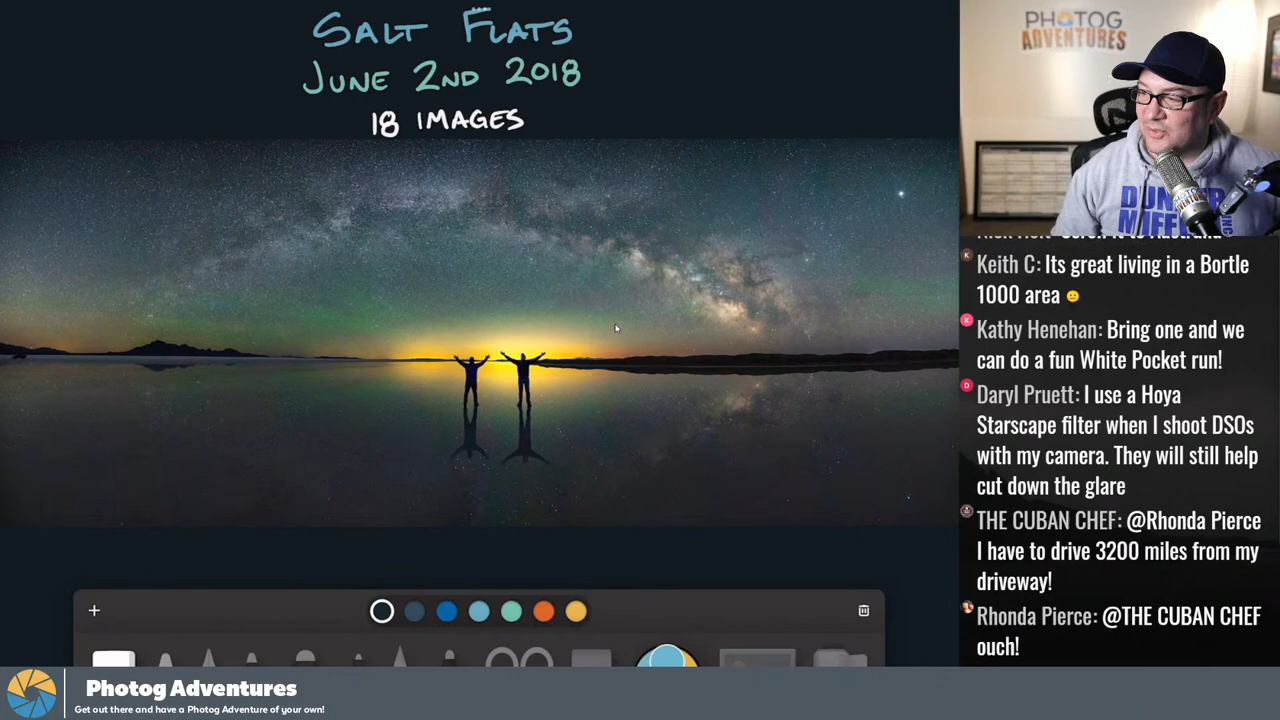 SALT FLATS
JUNE 2ND 2018
18 IMAGES
PHOTOG
ADVENTURES
Keith C: Its great living in a Bortle
1000 area
Kathy Henehan: Bring one and we
can do a fun White Pocket run!
Daryl Pruett: I use a Hoya
Starscape filter when I shoot DSOs
with my camera. They will still help
cut down the glare
THE CUBAN CHEF: @Rhonda Pierce
I have to drive 3200 miles from my
driveway!
Rhonda Pierce: @THE CUBAN CHEF
ouch!
Photog Adventures
Get out there and have a Photog Adventure of your own!